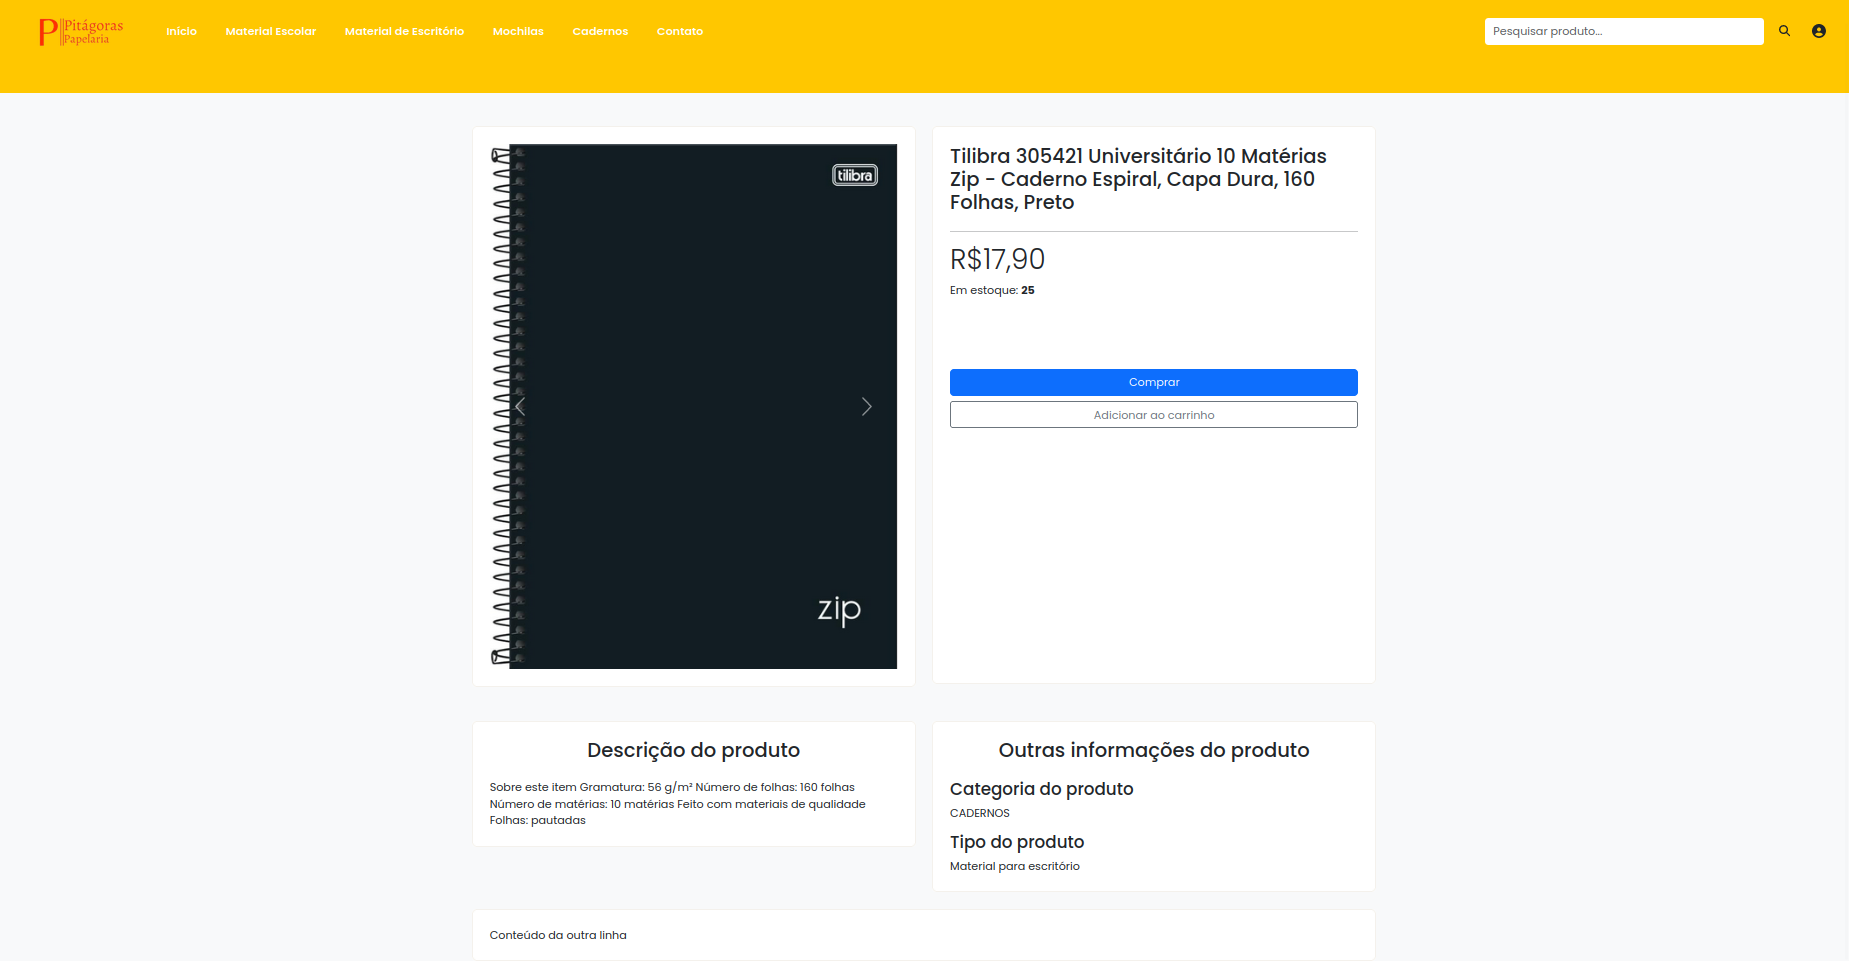 Pitágoras
Papelaria
Início
Material Escolar
Material de Escritório
Mochilas
Cadernos
Contato
Pesquisar produto...
tilibra
zip
Tilibra 305421 Universitário 10 Matérias
Zip - Caderno Espiral, Capa Dura, 160
Folhas, Preto
R$17,90
Em estoque: 25
Comprar
Adicionar ao carrinho
Descrição do produto
Sobre este item Gramatura: 56 g/m² Número de folhas: 160 folhas
Número de matérias: 10 matérias Feito com materiais de qualidade
Folhas: pautadas
Outras informações do produto
Categoria do produto
CADERNOS
Tipo do produto
Material para escritório
Conteúdo da outra linha